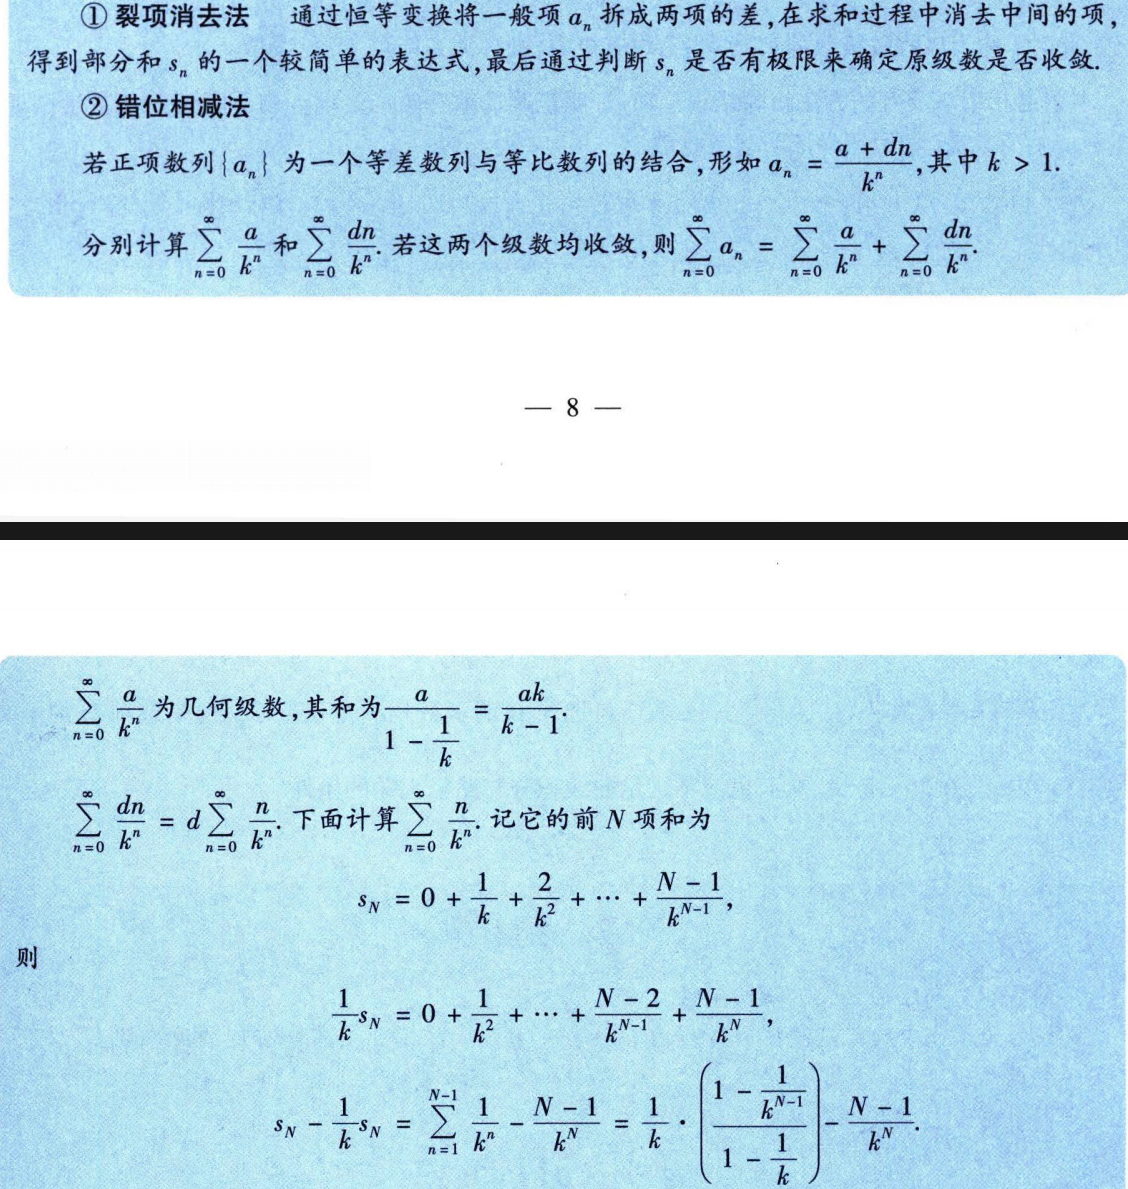 ① 裂项消去法 通过恒等变换将一般项 $a_n$ 拆成两项的差,在求和过程中消去中间的项,
得到部分和 $s_n$ 的一个较简单的表达式,最后通过判断 $s_n$ 是否有极限来确定原级数是否收敛.
② 错位相减法
若正项数列 $\{a_n\}$ 为一个等差数列与等比数列的结合,形如 $a_n = \frac{a + dn}{k^n}$,其中 $k > 1$.
分别计算 $\sum_{n=0}^{\infty} \frac{a}{k^n}$ 和 $\sum_{n=0}^{\infty} \frac{dn}{k^n}$. 若这两个级数均收敛,则 $\sum_{n=0}^{\infty} a_n = \sum_{n=0}^{\infty} \frac{a}{k^n} + \sum_{n=0}^{\infty} \frac{dn}{k^n}$.
— 8 —
$\sum_{n=0}^{\infty} \frac{a}{k^n}$ 为几何级数,其和为 $\frac{a}{1 - \frac{1}{k}} = \frac{ak}{k - 1}$.
$\sum_{n=0}^{\infty} \frac{dn}{k^n} = d\sum_{n=0}^{\infty} \frac{n}{k^n}$. 下面计算 $\sum_{n=0}^{\infty} \frac{n}{k^n}$. 记它的前 $N$ 项和为
$s_N = 0 + \frac{1}{k} + \frac{2}{k^2} + \cdots + \frac{N - 1}{k^{N-1}},$
则
$\frac{1}{k}s_N = 0 + \frac{1}{k^2} + \cdots + \frac{N - 2}{k^{N-1}} + \frac{N - 1}{k^N},$
$s_N - \frac{1}{k}s_N = \sum_{n=1}^{N-1} \frac{1}{k^n} - \frac{N - 1}{k^N} = \frac{1}{k} \cdot \left( \frac{1 - \frac{1}{k^{N-1}}}{1 - \frac{1}{k}} \right) - \frac{N - 1}{k^N}.$